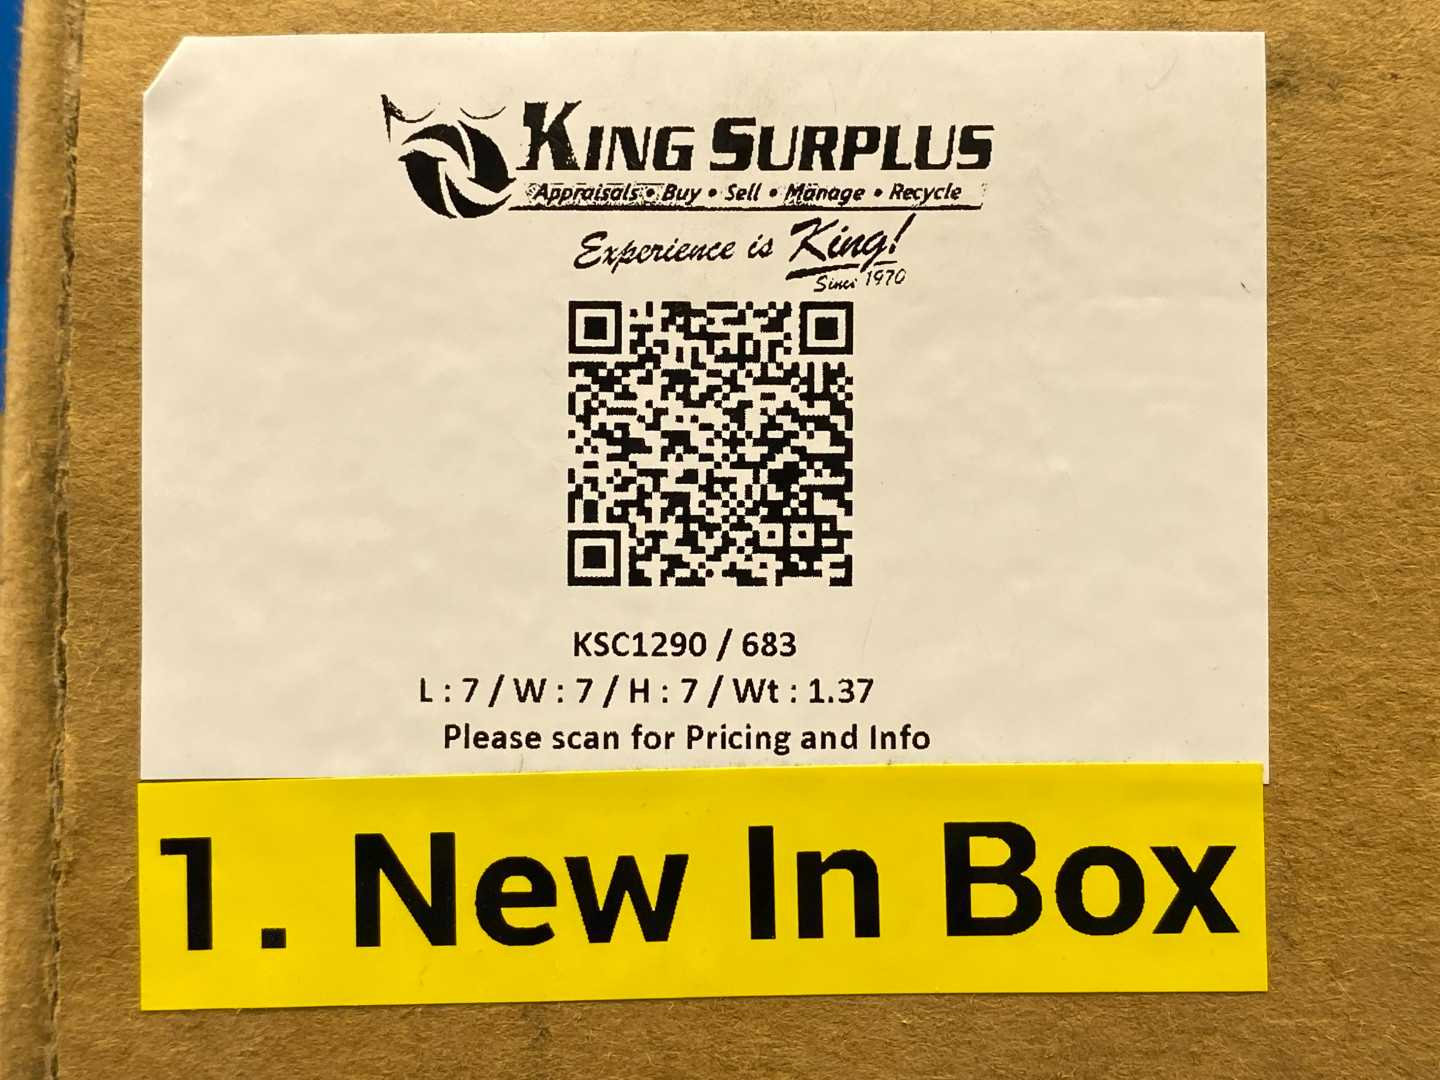 KING SURPLUS
Appraisals • Buy • Sell • Manage • Recycle
Experience is King!
Since 1970
KSC1290 / 683
L : 7 / W : 7 / H : 7 / Wt : 1.37
Please scan for Pricing and Info
1. New In Box